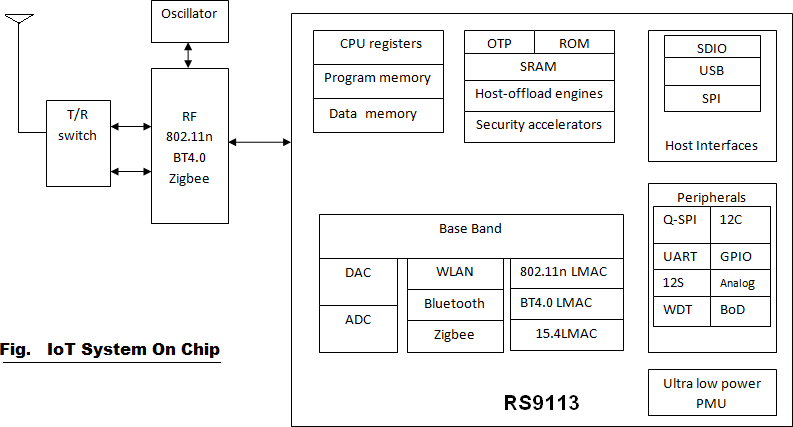 Oscillator
T/R
switch
RF
802.11n
BT4.0
Zigbee
CPU registers
Program memory
Data memory
OTP ROM
SRAM
Host-offload engines
Security accelerators
SDIO
USB
SPI
Host Interfaces
Peripherals
Q-SPI 12C
UART GPIO
12S Analog
WDT BoD
Base Band
DAC
ADC
WLAN
Bluetooth
Zigbee
802.11n LMAC
BT4.0 LMAC
15.4LMAC
Ultra low power
PMU
RS9113
Fig. IoT System On Chip